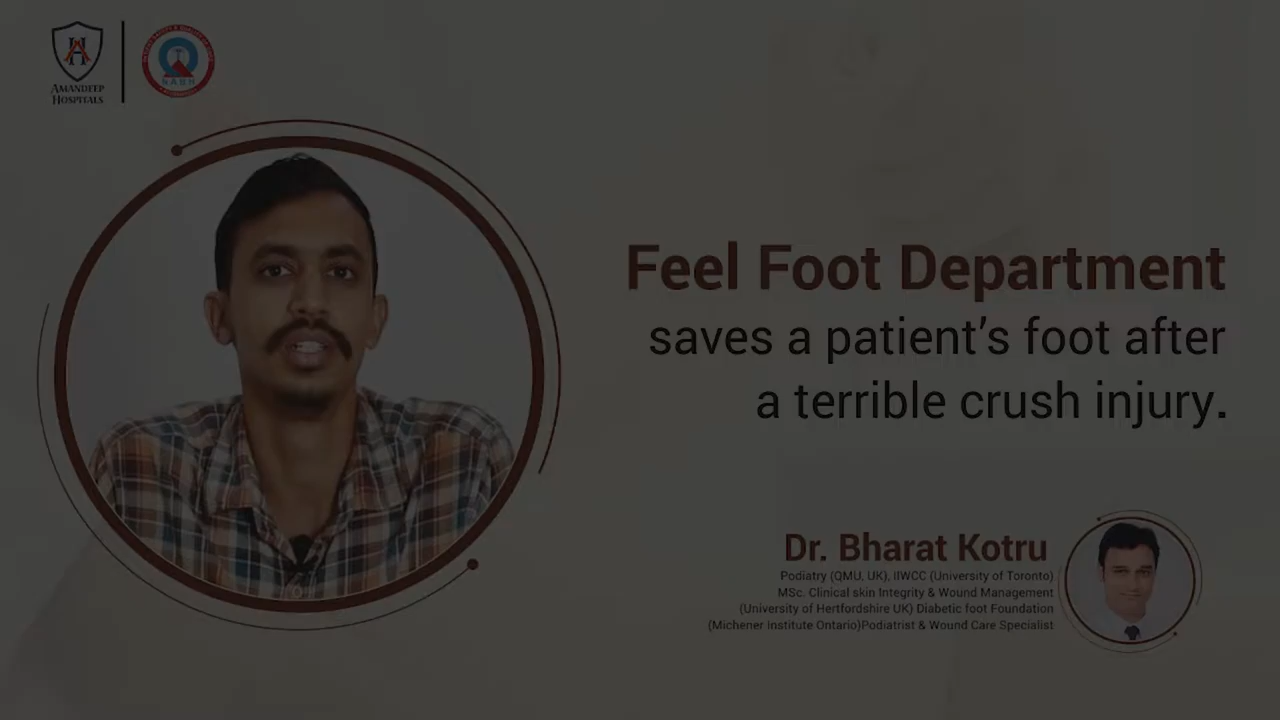 AMANDEEP
HOSPITALS
NABH
Feel Foot Department
saves a patient's foot after
a terrible crush injury.
Dr. Bharat Kotru
Podiatry (QMU, UK), IIWCC (University of Toronto)
MSc. Clinical skin Integrity & Wound Management
(University of Hertfordshire UK) Diabetic foot Foundation
(Michener Institute Ontario)Podiatrist & Wound Care Specialist